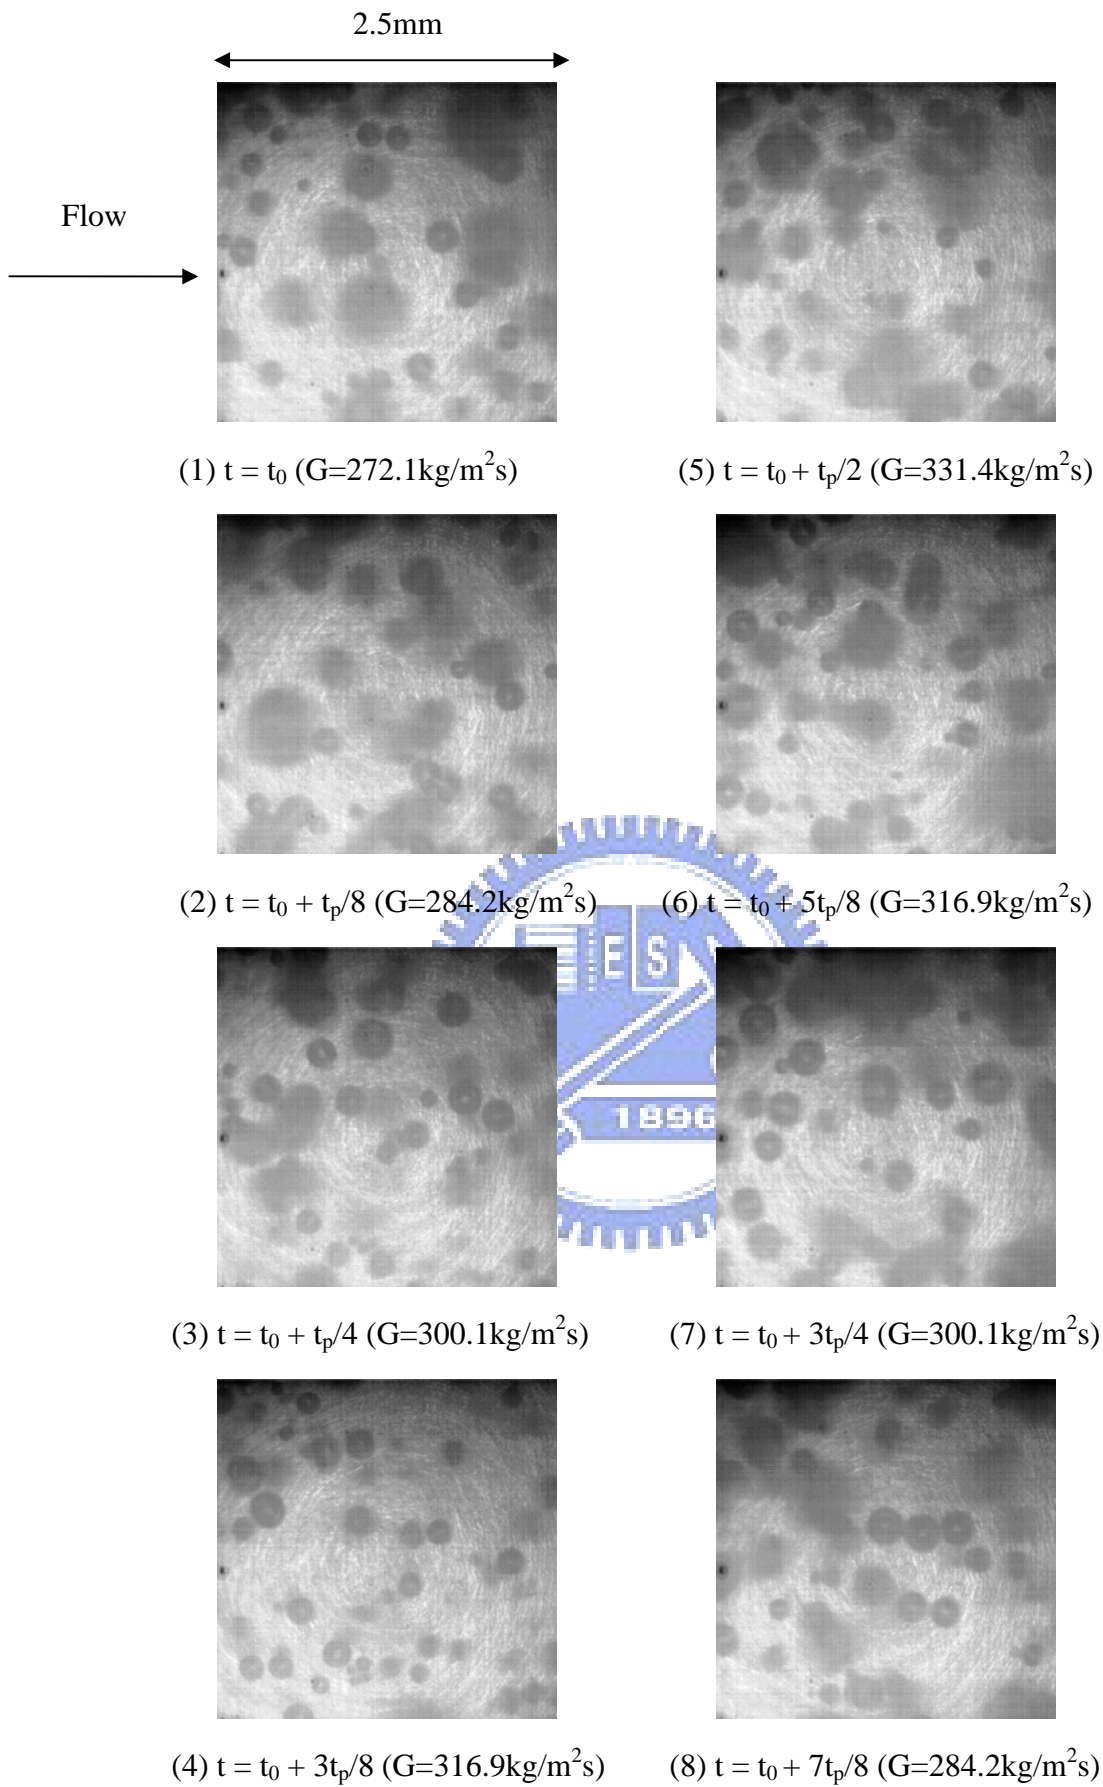 2.5mm
Flow
(1) t = t₀ (G=272.1kg/m²s)
(5) t = t₀ + tₚ/2 (G=331.4kg/m²s)
(2) t = t₀ + tₚ/8 (G=284.2kg/m²s)
(6) t = t₀ + 5tₚ/8 (G=316.9kg/m²s)
E S
1896
(3) t = t₀ + tₚ/4 (G=300.1kg/m²s)
(7) t = t₀ + 3tₚ/4 (G=300.1kg/m²s)
(4) t = t₀ + 3tₚ/8 (G=316.9kg/m²s)
(8) t = t₀ + 7tₚ/8 (G=284.2kg/m²s)